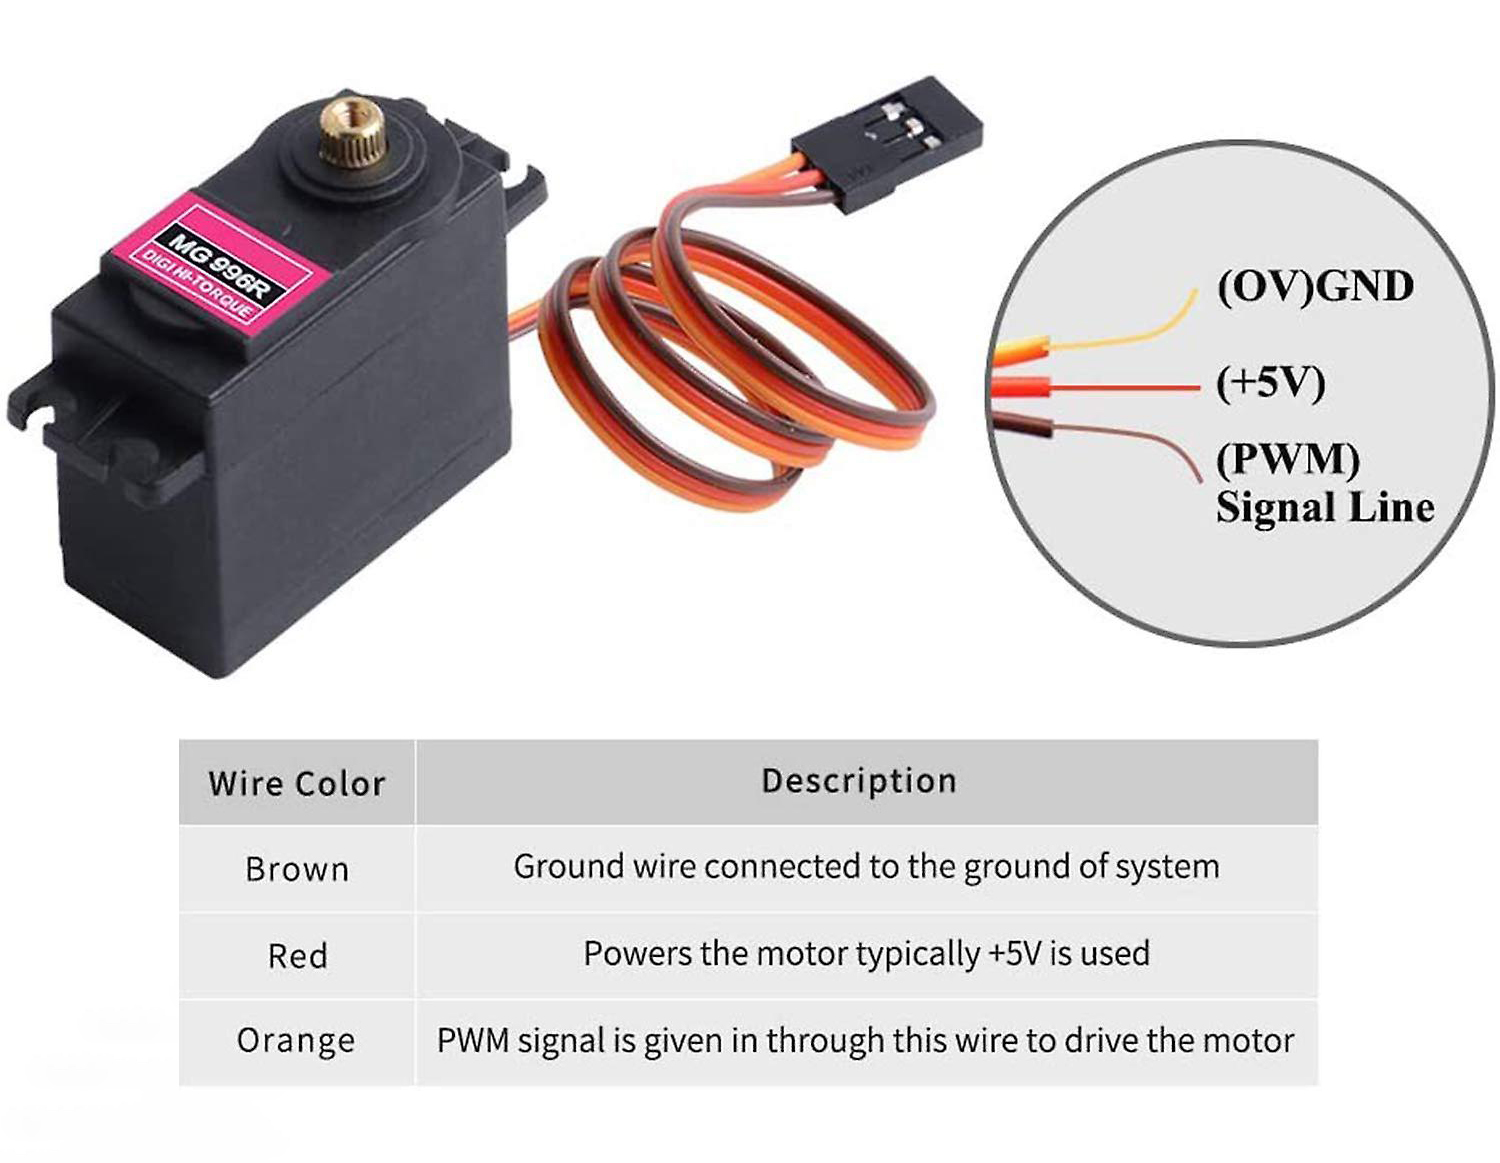 MG 996R
DIGI HI-TORQUE
(OV)GND
(+5V)
(PWM)
Signal Line
Wire Color Description
Brown Ground wire connected to the ground of system
Red Powers the motor typically +5V is used
Orange PWM signal is given in through this wire to drive the motor